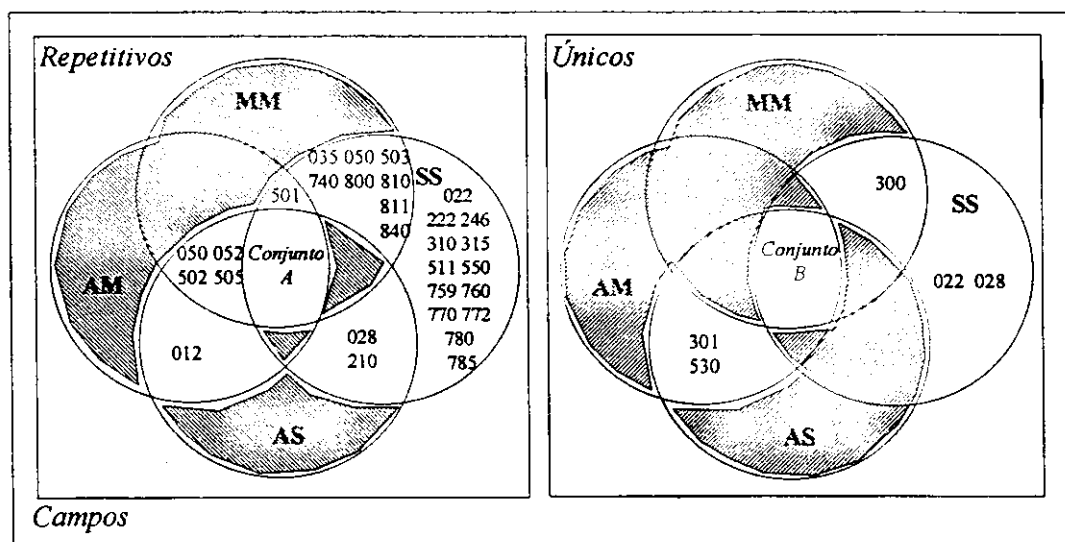 Repetitivos
MM
035 050 503
740 800 810
811
840
501
SS
022
222 246
310 315
511 550
759 760
770 772
780
785
050 052
502 505
Conjunto
A
AM
012
028
210
AS
Únicos
MM
300
SS
022 028
Conjunto
B
AM
301
530
AS
Campos